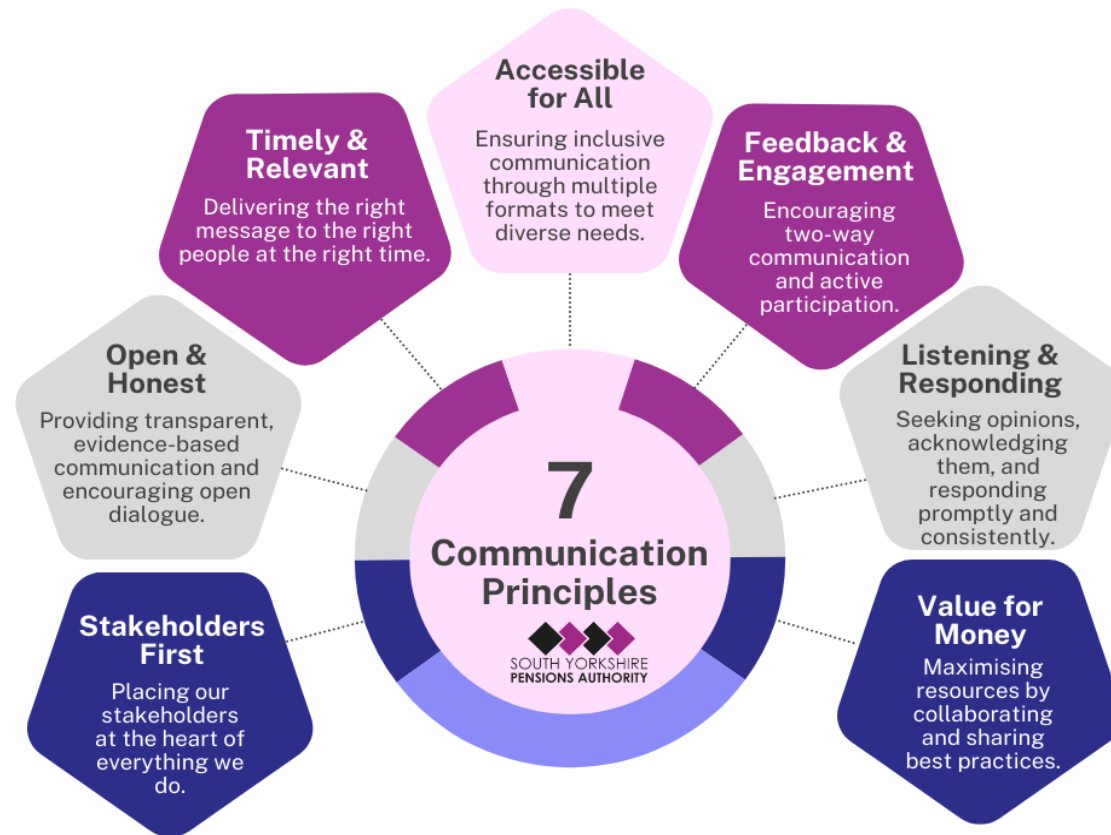 Accessible
for All
Ensuring inclusive
communication
through multiple
formats to meet
diverse needs.
Timely &
Relevant
Delivering the right
message to the right
people at the right time.
Feedback &
Engagement
Encouraging
two-way
communication
and active
participation.
Open &
Honest
Providing transparent,
evidence-based
communication and
encouraging open
dialogue.
Listening &
Responding
Seeking opinions,
acknowledging
them, and
responding
promptly and
consistently.
7
Communication
Principles
SOUTH YORKSHIRE
PENSIONS AUTHORITY
Stakeholders
First
Placing our
stakeholders
at the heart of
everything we
do.
Value for
Money
Maximising
resources by
collaborating
and sharing
best practices.